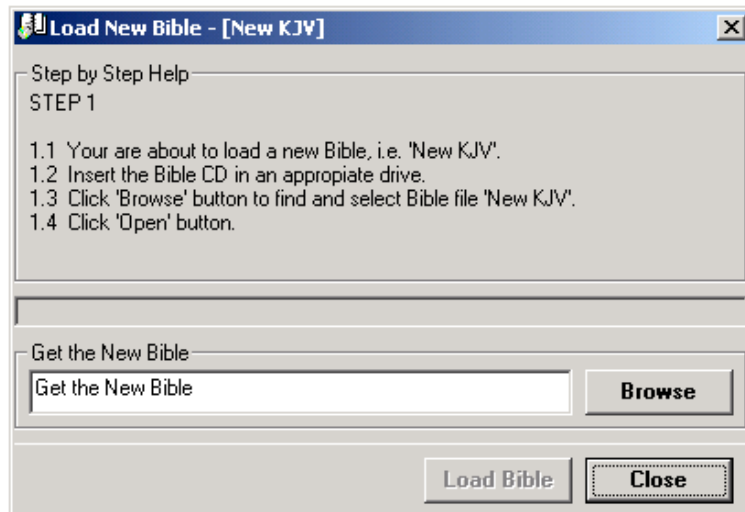 Load New Bible - [New KJV]
Step by Step Help
STEP 1
1.1 Your are about to load a new Bible, i.e. 'New KJV'.
1.2 Insert the Bible CD in an appropiate drive.
1.3 Click 'Browse' button to find and select Bible file 'New KJV'.
1.4 Click 'Open' button.
Get the New Bible
Get the New Bible
Browse
Load Bible
Close